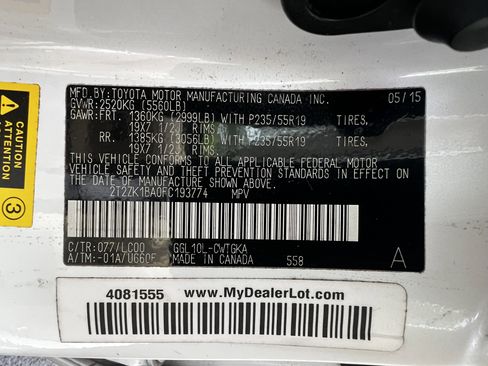 MFD.BY:TOYOTA MOTOR MANUFACTURING CANADA INC. 05/15
GVWR:2520KG (5560LB)
GAWR:FRT. 1360KG (2999LB) WITH P235/55R19 TIRES,
19X7 1/2J RIMS
RR. 1385KG (3056LB) WITH P235/55R19 TIRES,
19X7 1/2J RIMS
THIS VEHICLE CONFORMS TO ALL APPLICABLE FEDERAL MOTOR
VEHICLE SAFETY AND THEFT PREVENTION STANDARDS IN EFFECT ON
THE DATE OF MANUFACTURE SHOWN ABOVE.
2T2ZK1BA0FC193774 MPV
C/TR:077/LC00 GGL10L-CWTGKA
A/TM:-01A/U660F MADE IN CANADA 558 A
3
4081555 www.MyDealerLot.com